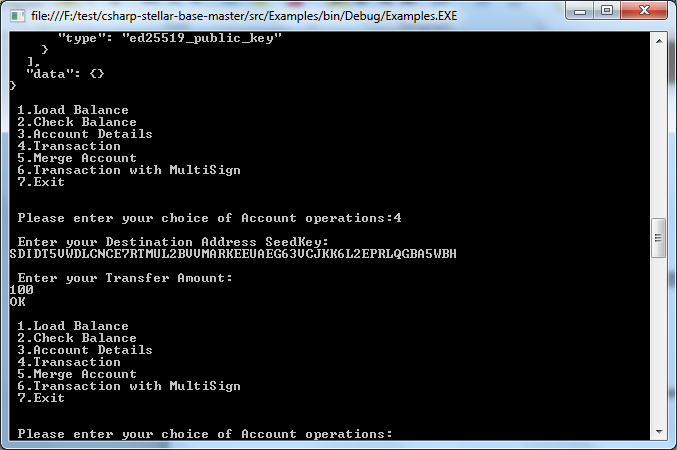 file:///F:/test/csharp-stellar-base-master/src/Examples/bin/Debug/Examples.EXE
"type": "ed25519_public_key"
}
],
"data": {}
}
1.Load Balance
2.Check Balance
3.Account Details
4.Transaction
5.Merge Account
6.Transaction with MultiSign
7.Exit
Please enter your choice of Account operations:4
Enter your Destination Address SeedKey:
SDIDT5VWDLCNCE7RTMUL2BVVMARKEEUAEG63VCJKK6L2EPRLQGBA5WBH
Enter your Transfer Amount:
100
OK
1.Load Balance
2.Check Balance
3.Account Details
4.Transaction
5.Merge Account
6.Transaction with MultiSign
7.Exit
Please enter your choice of Account operations: